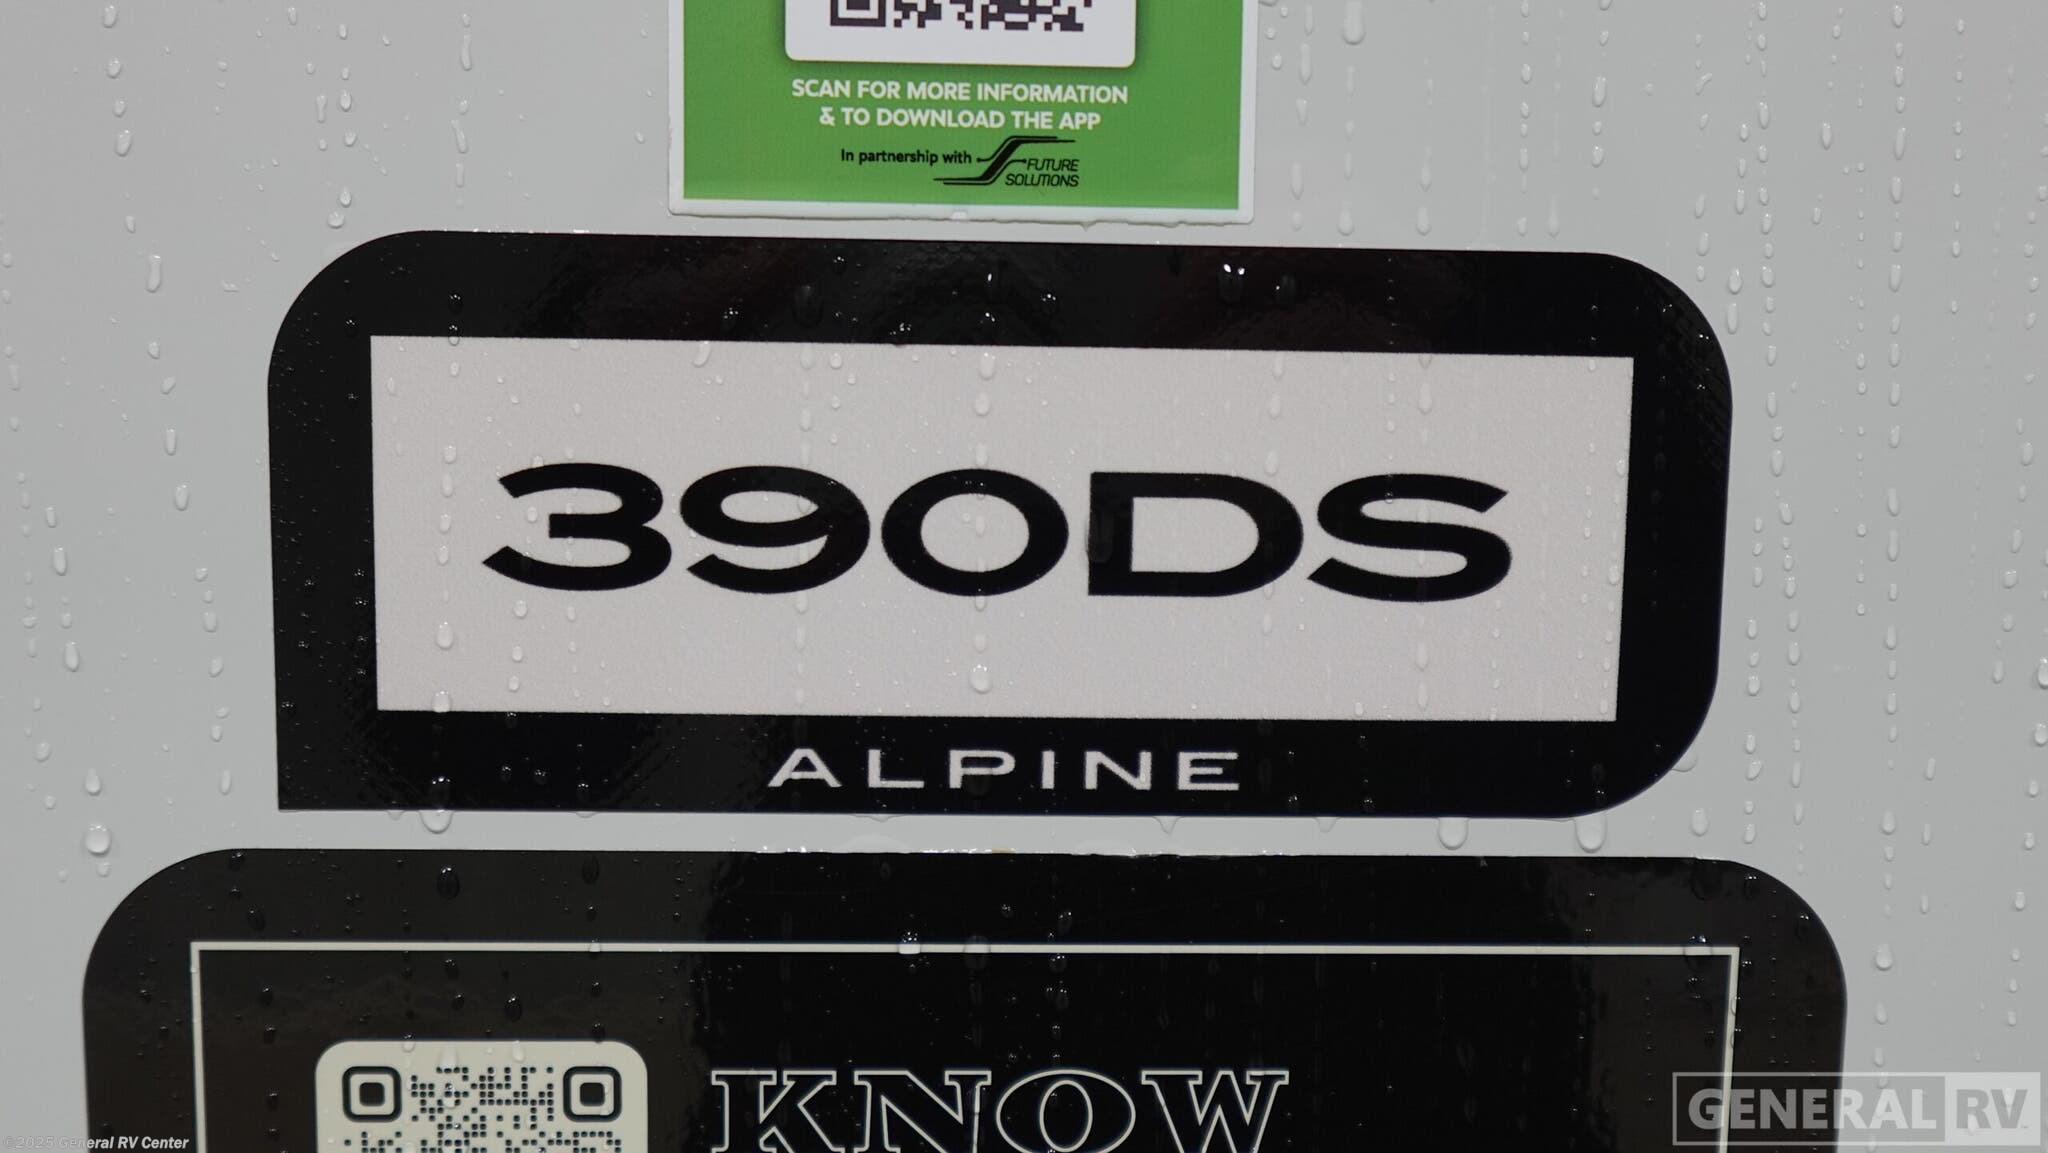 SCAN FOR MORE INFORMATION
& TO DOWNLOAD THE APP
In partnership with FUTURE
SOLUTIONS
390DS
ALPINE
KNOW
GENERAL RV
©2025 General RV Center